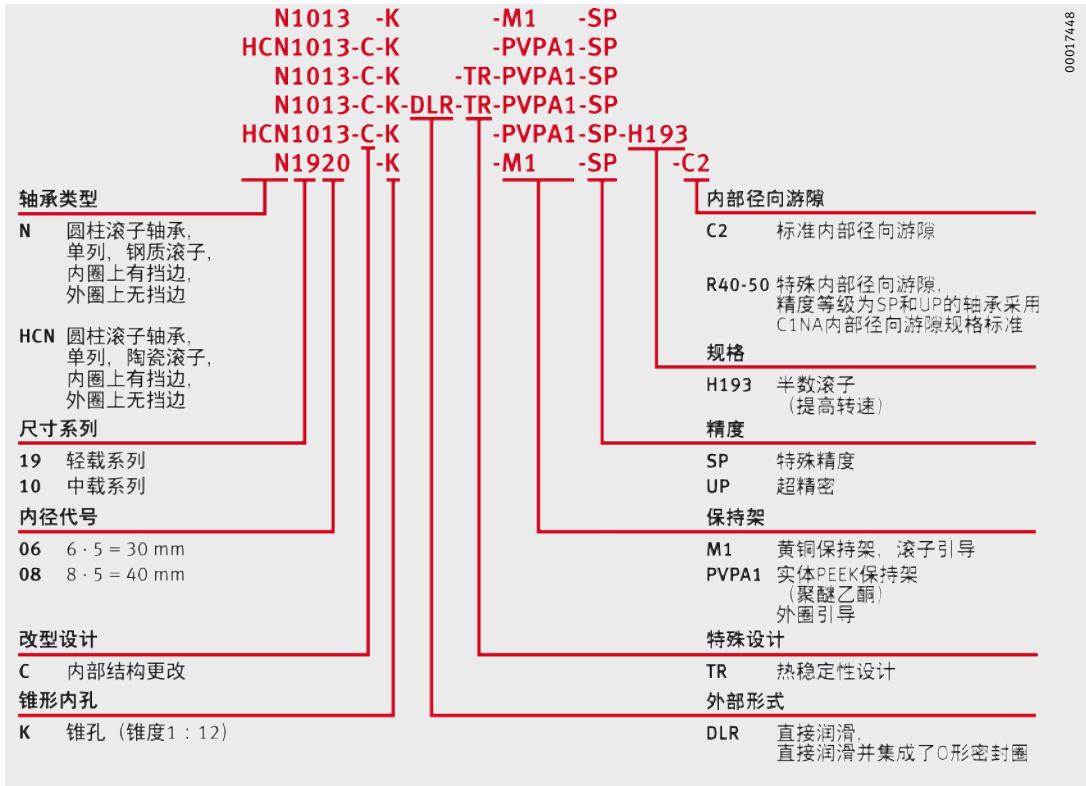 N1013 -K -M1 -SP
HCN1013-C-K -PVPA1-SP
N1013-C-K -TR-PVPA1-SP
N1013-C-K-DLR-TR-PVPA1-SP
HCN1013-C-K -PVPA1-SP-H193
N1920 -K -M1 -SP -C2
00017448
轴承类型
N 圆柱滚子轴承,
单列, 钢质滚子,
内圈上有挡边,
外圈上无挡边
HCN 圆柱滚子轴承,
单列, 陶瓷滚子,
内圈上有挡边,
外圈上无挡边
尺寸系列
19 轻载系列
10 中载系列
内径代号
06 6 · 5 = 30 mm
08 8 · 5 = 40 mm
改型设计
C 内部结构更改
锥形内孔
K 锥孔（锥度1：12）
内部径向游隙
C2 标准内部径向游隙
R40-50 特殊内部径向游隙,
精度等级为SP和UP的轴承采用
C1NA内部径向游隙规格标准
规格
H193 半数滚子
（提高转速）
精度
SP 特殊精度
UP 超精密
保持架
M1 黄铜保持架, 滚子引导
PVPA1 实体PEEK保持架
（聚醚乙酮）
外圈引导
特殊设计
TR 热稳定性设计
外部形式
DLR 直接润滑,
直接润滑并集成了O形密封圈